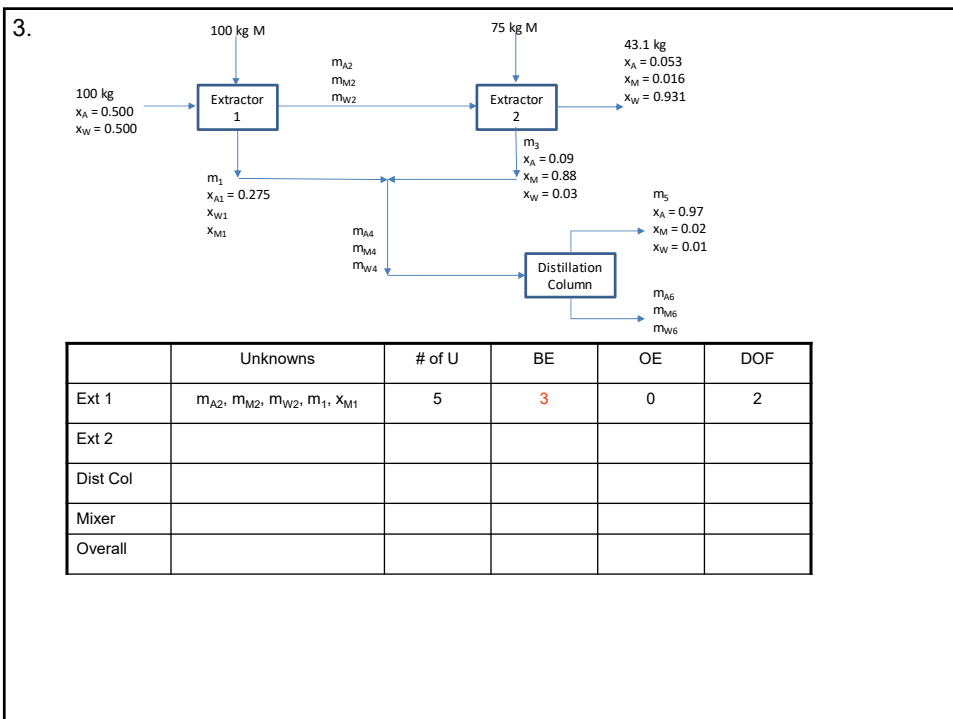 3.
100 kg M
75 kg M
43.1 kg
x_A = 0.053
x_M = 0.016
x_W = 0.931
m_A2
m_M2
m_W2
100 kg
x_A = 0.500
x_W = 0.500
Extractor
1
Extractor
2
m_3
x_A = 0.09
x_M = 0.88
x_W = 0.03
m_1
x_A1 = 0.275
x_W1
x_M1
m_5
x_A = 0.97
x_M = 0.02
x_W = 0.01
m_A4
m_M4
m_W4
Distillation
Column
m_A6
m_M6
m_W6
Unknowns # of U BE OE DOF
Ext 1 m_A2, m_M2, m_W2, m_1, x_M1 5 3 0 2
Ext 2
Dist Col
Mixer
Overall